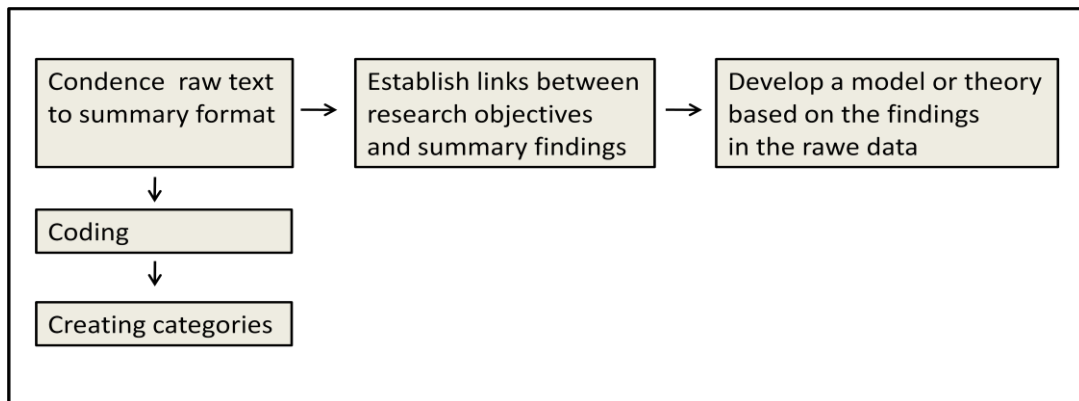 Condence raw text
to summary format
Establish links between
research objectives
and summary findings
Develop a model or theory
based on the findings
in the rawe data
Coding
Creating categories